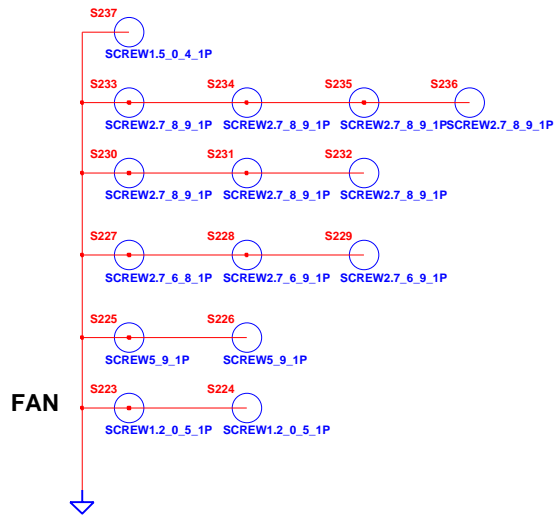 S237
SCREW1.5_0_4_1P
S233 S234 S235 S236
SCREW2.7_8_9_1P SCREW2.7_8_9_1P SCREW2.7_8_9_1P SCREW2.7_8_9_1P
S230 S231 S232
SCREW2.7_8_9_1P SCREW2.7_8_9_1P SCREW2.7_8_9_1P
S227 S228 S229
SCREW2.7_6_8_1P SCREW2.7_6_9_1P SCREW2.7_6_9_1P
S225 S226
SCREW5_9_1P SCREW5_9_1P
S223 S224
FAN
SCREW1.2_0_5_1P SCREW1.2_0_5_1P